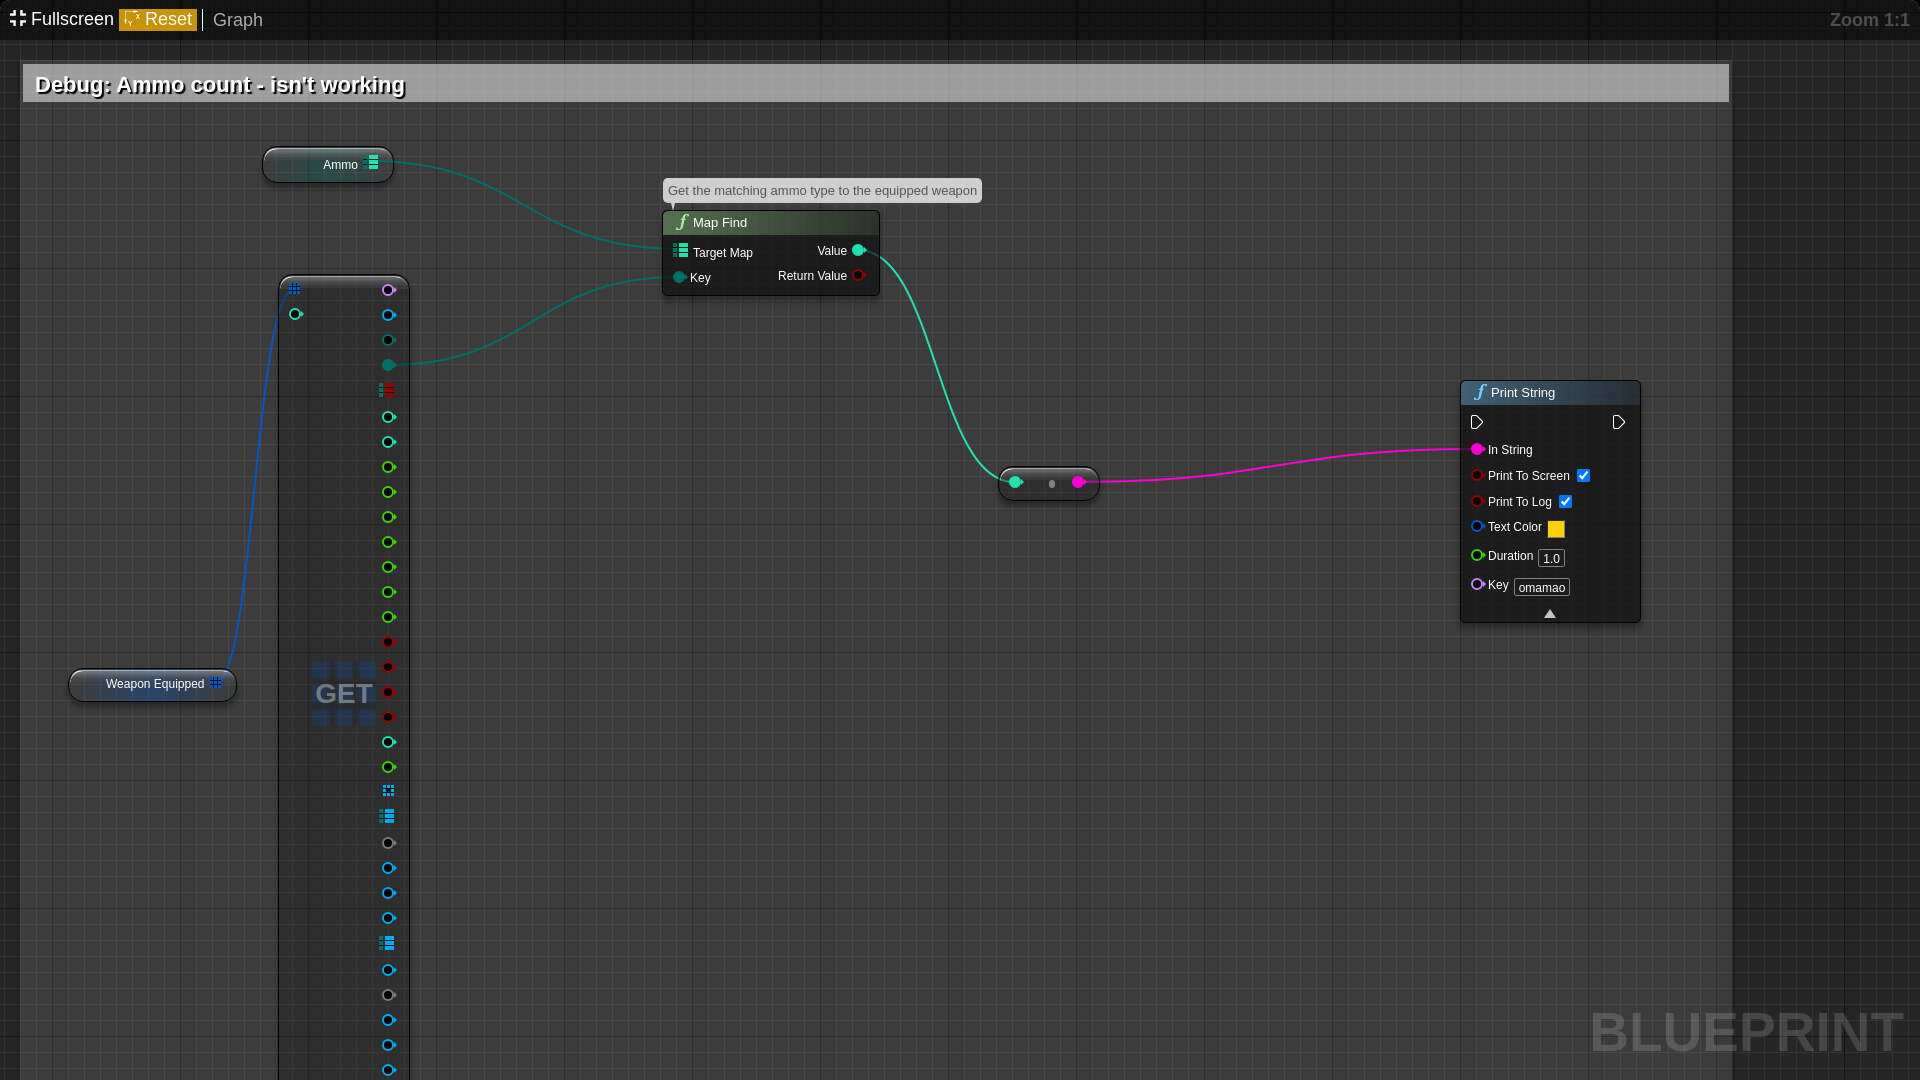 Fullscreen Reset Graph Zoom 1:1
Debug: Ammo count - isn't working
Ammo
Get the matching ammo type to the equipped weapon
Map Find
Target Map Value
Key Return Value
Print String
In String
Print To Screen
Print To Log
Text Color
Duration 1.0
Key omamao
Weapon Equipped
GET
BLUEPRINT